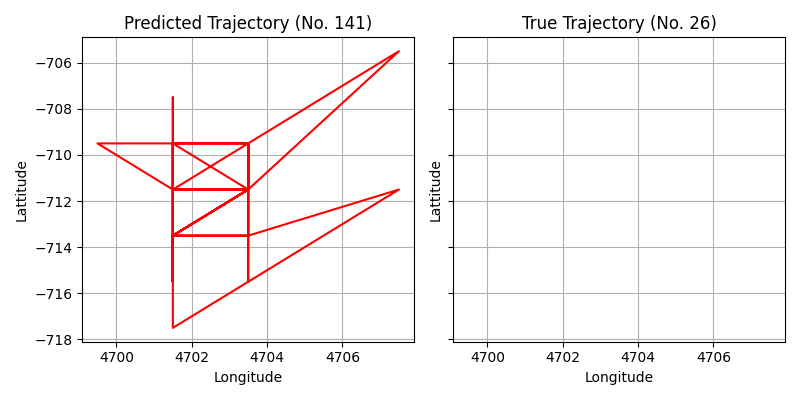 Predicted Trajectory (No. 141)
True Trajectory (No. 26)
−706
−708
−710
−712
−714
−716
−718
Lattitude
Lattitude
4700 4702 4704 4706
4700 4702 4704 4706
Longitude
Longitude